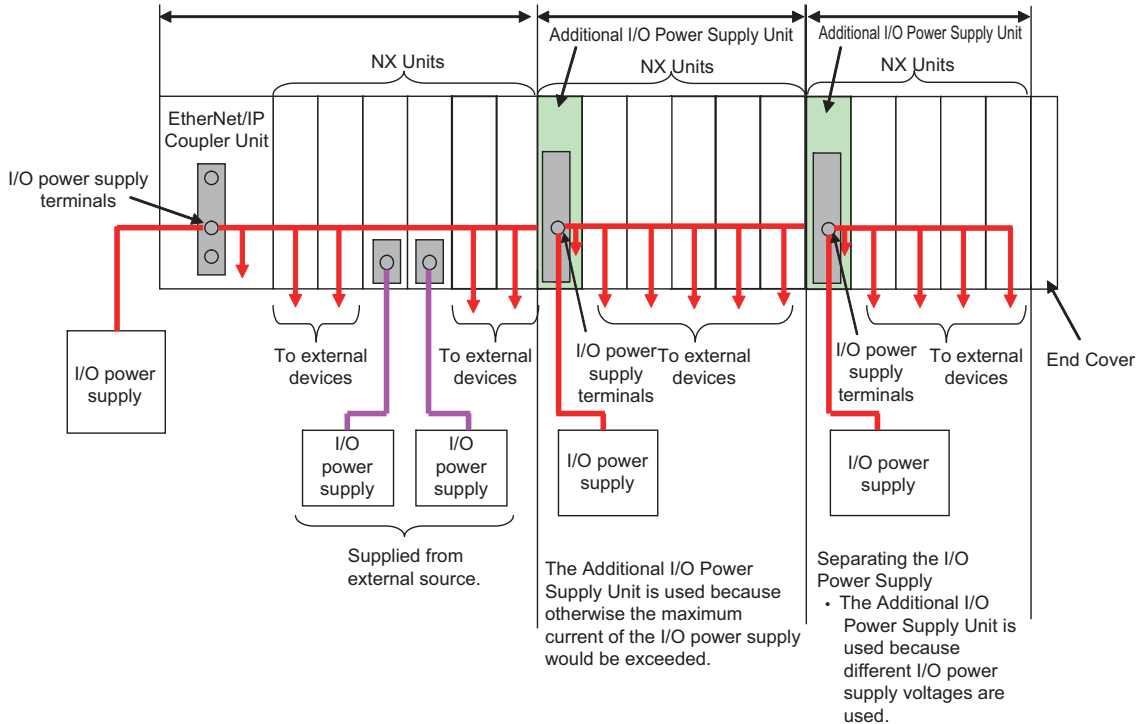 Additional I/O Power Supply Unit
Additional I/O Power Supply Unit
NX Units
NX Units
NX Units
EtherNet/IP
Coupler Unit
I/O power supply
terminals
To external
devices
To external
devices
I/O power
supply
terminals
To external
devices
I/O power
supply
terminals
To external
devices
End Cover
I/O power
supply
I/O
power
supply
I/O
power
supply
I/O power
supply
I/O power
supply
Supplied from
external source.
The Additional I/O Power
Supply Unit is used because
otherwise the maximum
current of the I/O power supply
would be exceeded.
Separating the I/O
Power Supply
• The Additional I/O
Power Supply Unit is
used because
different I/O power
supply voltages are
used.